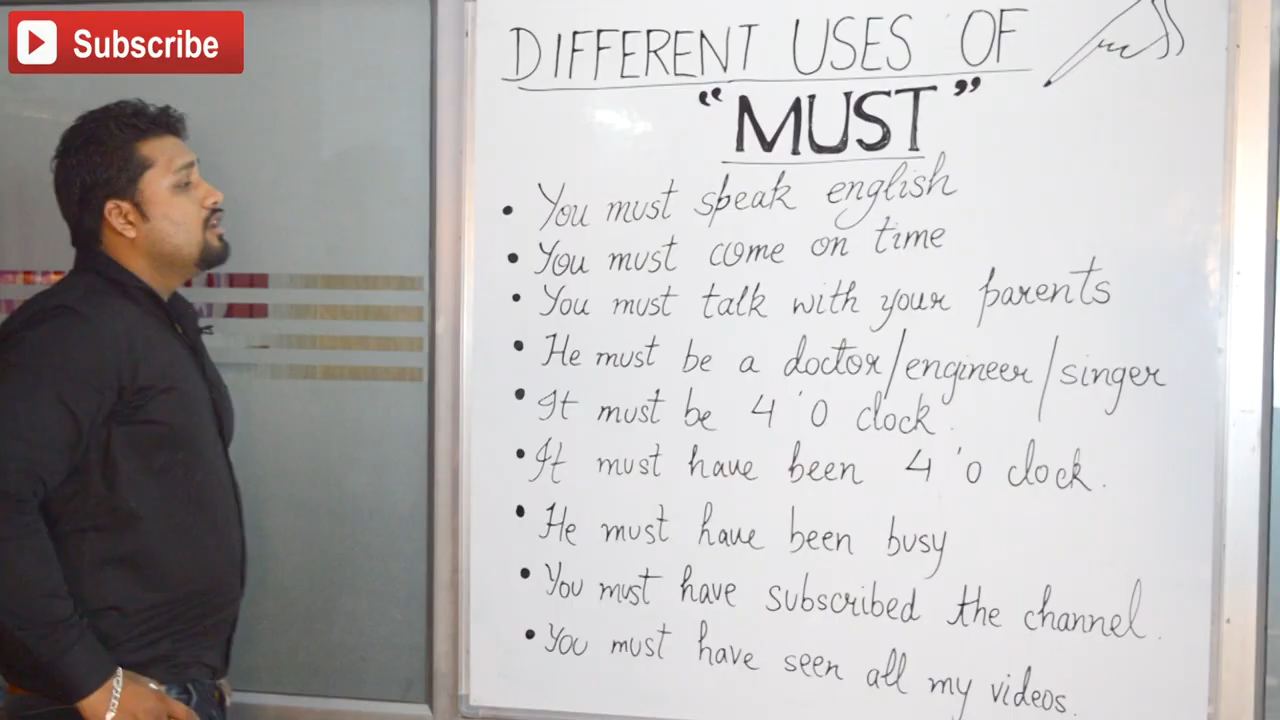 Subscribe
DIFFERENT USES OF
“MUST”
• You must speak english
• You must come on time
• You must talk with your parents
• He must be a doctor/engineer/singer
• It must be 4 'O clock.
• It must have been 4 'o clock.
• He must have been busy
• You must have subscribed the channel.
• You must have seen all my videos.